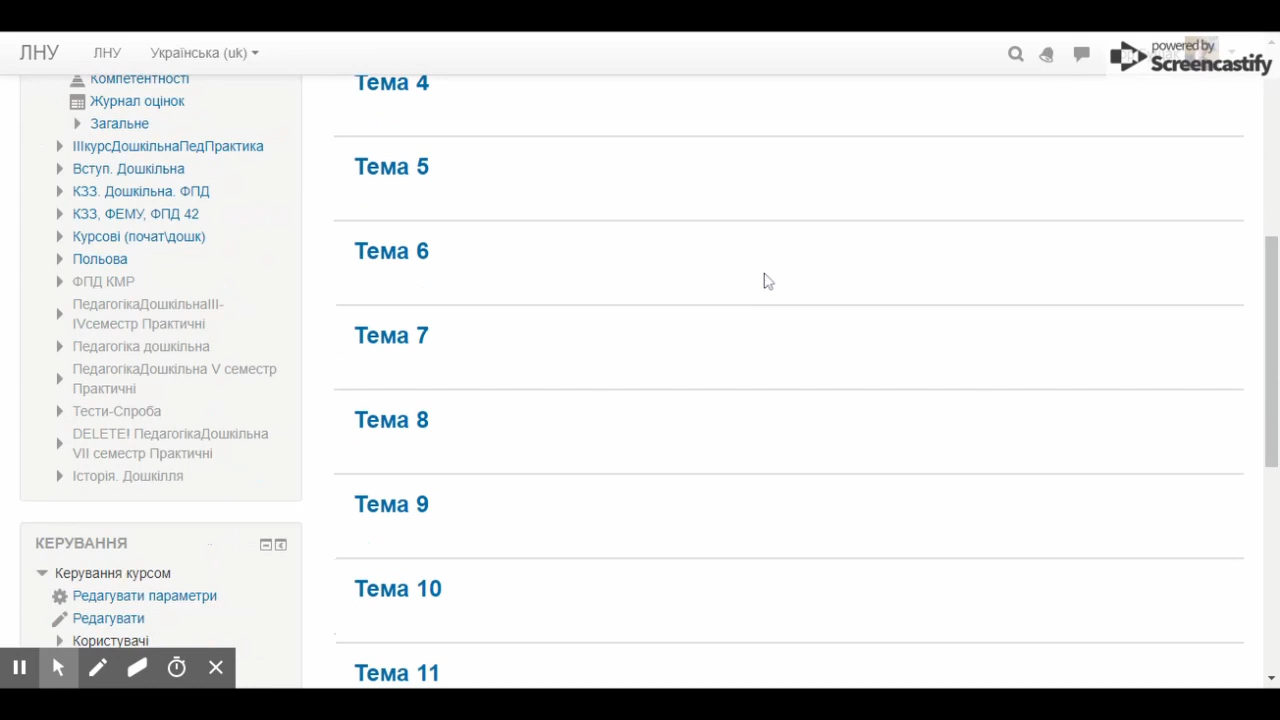 ЛНУ
ЛНУ
Українська (uk)
powered by
Screencastify
Компетентності
Журнал оцінок
Загальне
ІІІкурсДошкільнаПедПрактика
Вступ. Дошкільна
КЗЗ. Дошкільна. ФПД
КЗЗ, ФЕМУ, ФПД 42
Курсові (почат\дошк)
Польова
ФПД КМР
ПедагогікаДошкільнаІІІ-
IVсеместр Практичні
Педагогіка дошкільна
ПедагогікаДошкільна V семестр
Практичні
Тести-Спроба
DELETE! ПедагогікаДошкільна
VII семестр Практичні
Історія. Дошкілля
КЕРУВАННЯ
Керування курсом
Редагувати параметри
Редагувати
Користувачі
Тема 4
Тема 5
Тема 6
Тема 7
Тема 8
Тема 9
Тема 10
Тема 11